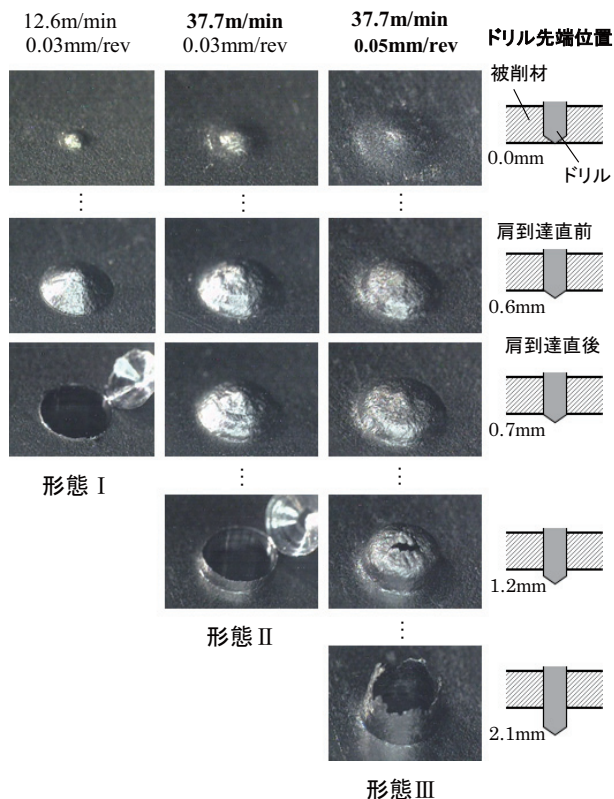 12.6m/min
0.03mm/rev
37.7m/min
0.03mm/rev
37.7m/min
0.05mm/rev
ドリル先端位置
被削材
0.0mm
ドリル
⋮
⋮
⋮
肩到達直前
0.6mm
肩到達直後
0.7mm
形態 I
⋮
⋮
1.2mm
形態 II
⋮
2.1mm
形態 III